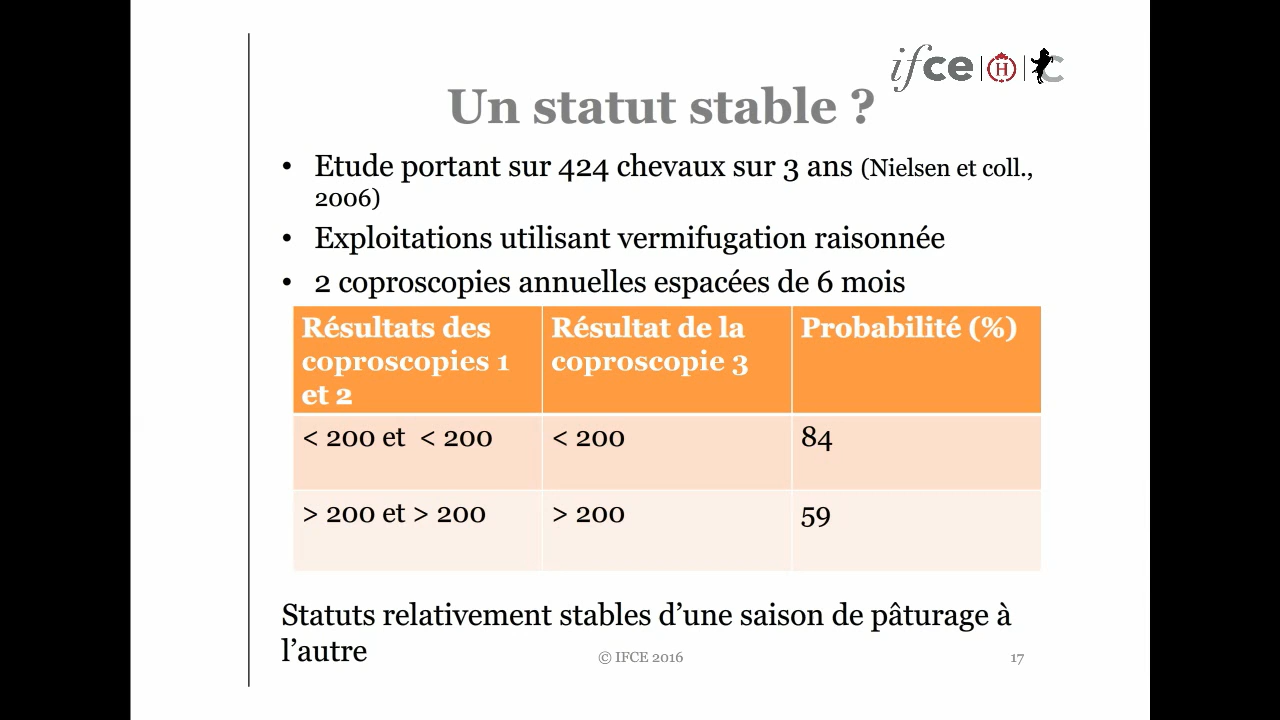 ifce
H
C
Un statut stable ?
• Etude portant sur 424 chevaux sur 3 ans (Nielsen et coll.,
2006)
• Exploitations utilisant vermifugation raisonnée
• 2 coproscopies annuelles espacées de 6 mois
Résultats des
coproscopies 1
et 2
Résultat de la
coproscopie 3
Probabilité (%)
< 200 et < 200
< 200
84
> 200 et > 200
> 200
59
Statuts relativement stables d’une saison de pâturage à
l’autre
© IFCE 2016
17